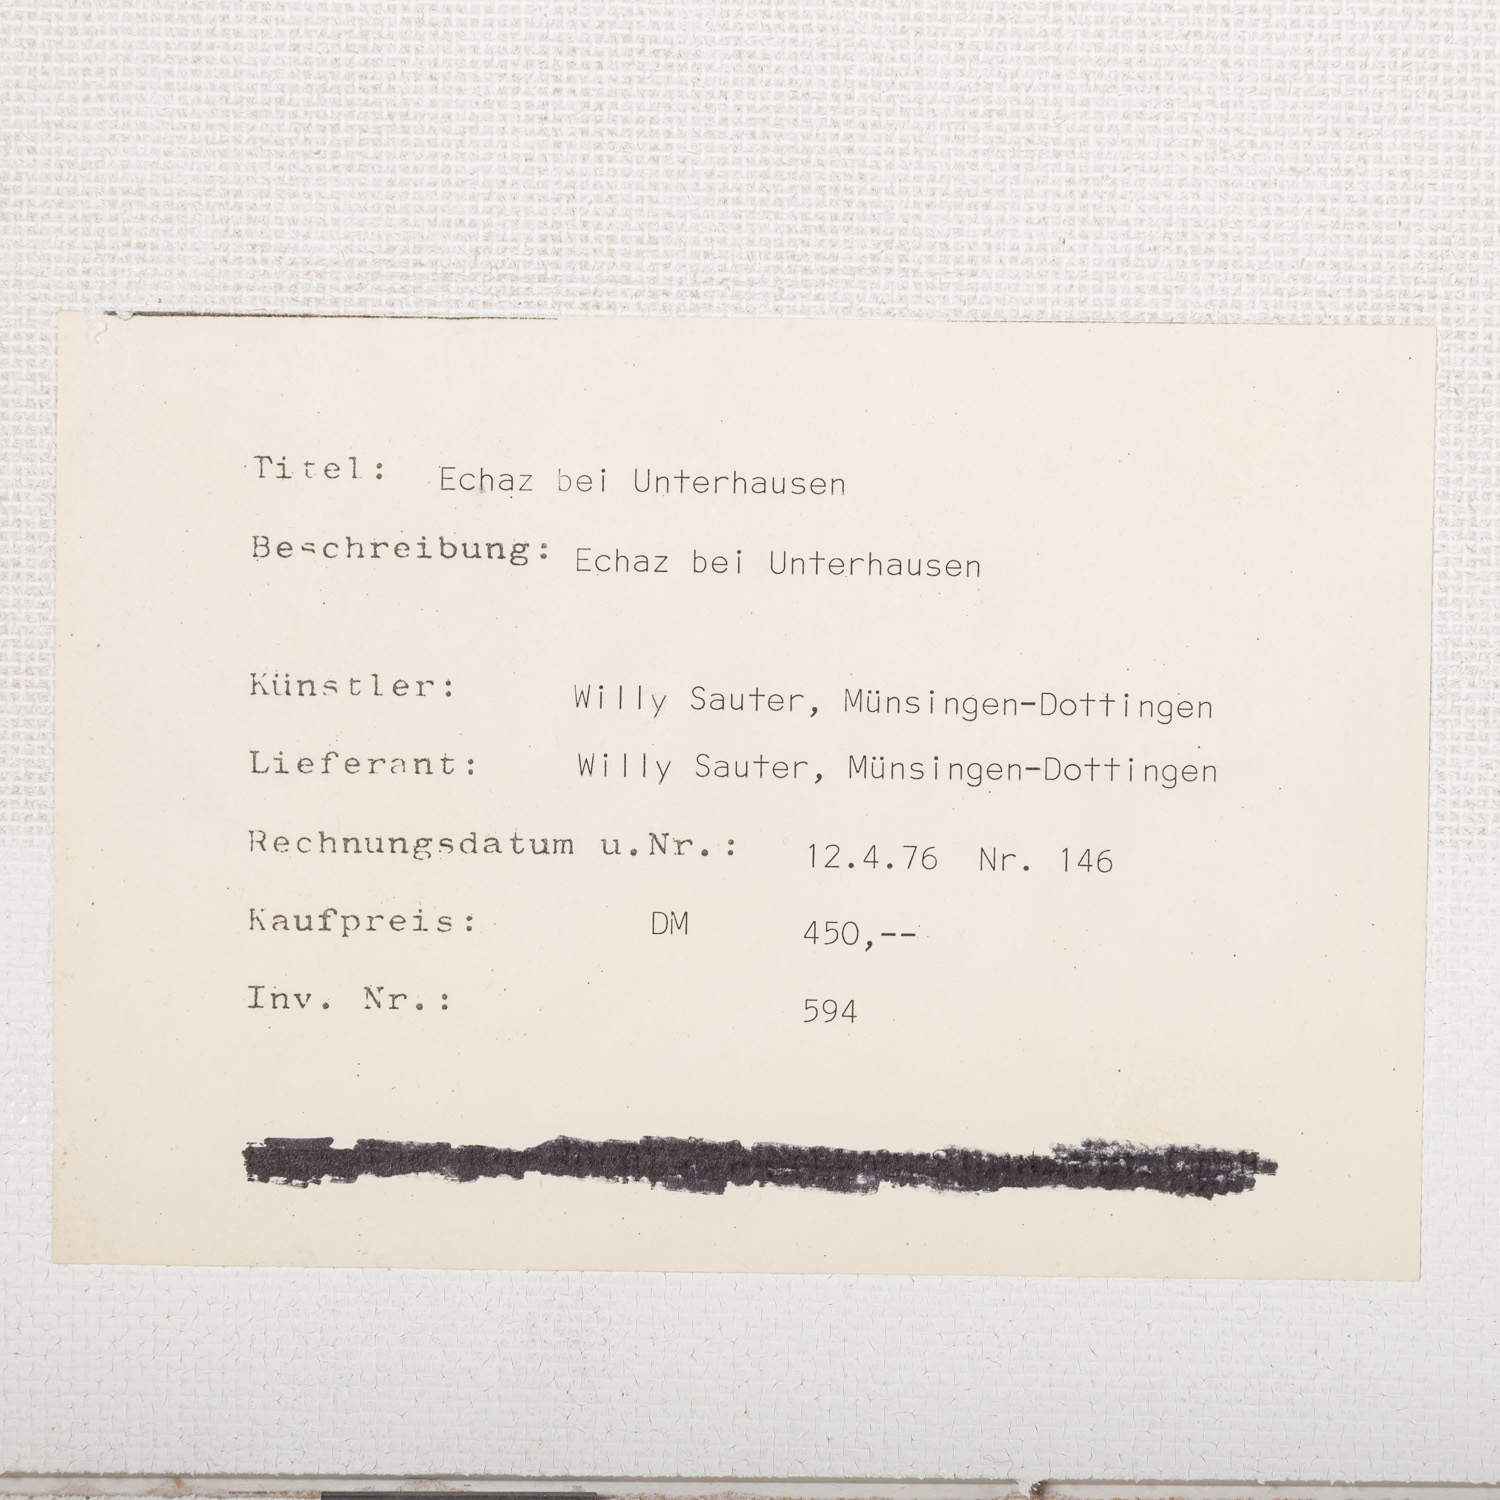 Titel: Echaz bei Unterhausen
Beschreibung: Echaz bei Unterhausen
Künstler: Willy Sauter, Münsingen-Dottingen
Lieferant: Willy Sauter, Münsingen-Dottingen
Rechnungsdatum u.Nr.: 12.4.76 Nr. 146
Kaufpreis: DM 450,--
Inv. Nr.: 594